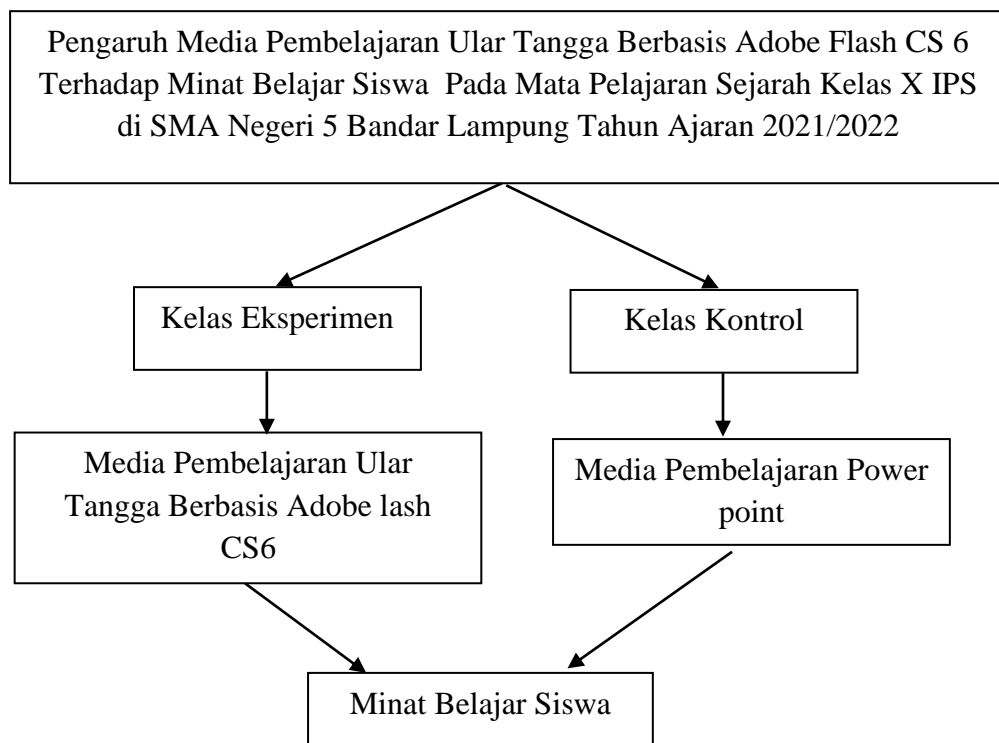 Pengaruh Media Pembelajaran Ular Tangga Berbasis Adobe Flash CS 6
Terhadap Minat Belajar Siswa Pada Mata Pelajaran Sejarah Kelas X IPS
di SMA Negeri 5 Bandar Lampung Tahun Ajaran 2021/2022
Kelas Eksperimen
Kelas Kontrol
Media Pembelajaran Ular
Tangga Berbasis Adobe lash
CS6
Media Pembelajaran Power
point
Minat Belajar Siswa